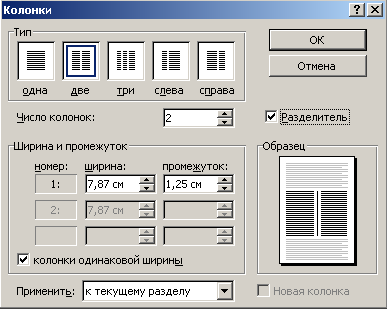 Колонки
Тип
ОК
Отмена
одна две три слева справа
Число колонок: 2
Разделитель
Ширина и промежуток
Образец
номер: ширина: промежуток:
1: 7,87 см 1,25 см
2: 7,87 см
колонки одинаковой ширины
Применить: к текущему разделу
Новая колонка